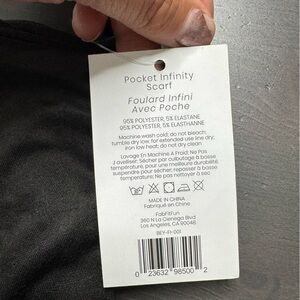 Pocket Infinity
Scarf
Foulard Infini
Avec Poche
95% POLYESTER, 5% ELASTANE
95% POLYESTER, 5% ELASTHANNE
Machine wash cold; do not bleach;
tumble dry low; for extended use line dry;
iron low heat; do not dry clean
Lavage En Machine A Froid; Ne Pas
J'aveliser; Sécher par culbutage à basse
température; pour une meilleure durabilité,
suspendre pour sécher; repasser à basse
temperature; Ne pas nettoyer à sec
MADE IN CHINA
Fabriqué en Chine
FabFitFun
360 N La Cienega Blvd
Los Angeles, CA 90048
BEY-FI-001
0 23632 98500 2